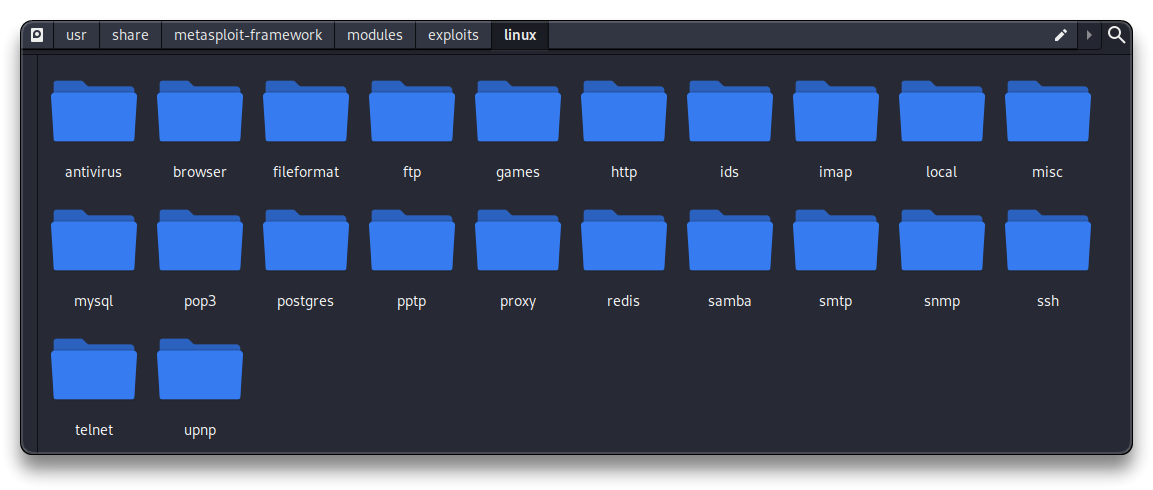 usr share metasploit-framework modules exploits linux
antivirus browser fileformat ftp games http ids imap local misc
mysql pop3 postgres pptp proxy redis samba smtp snmp ssh
telnet upnp